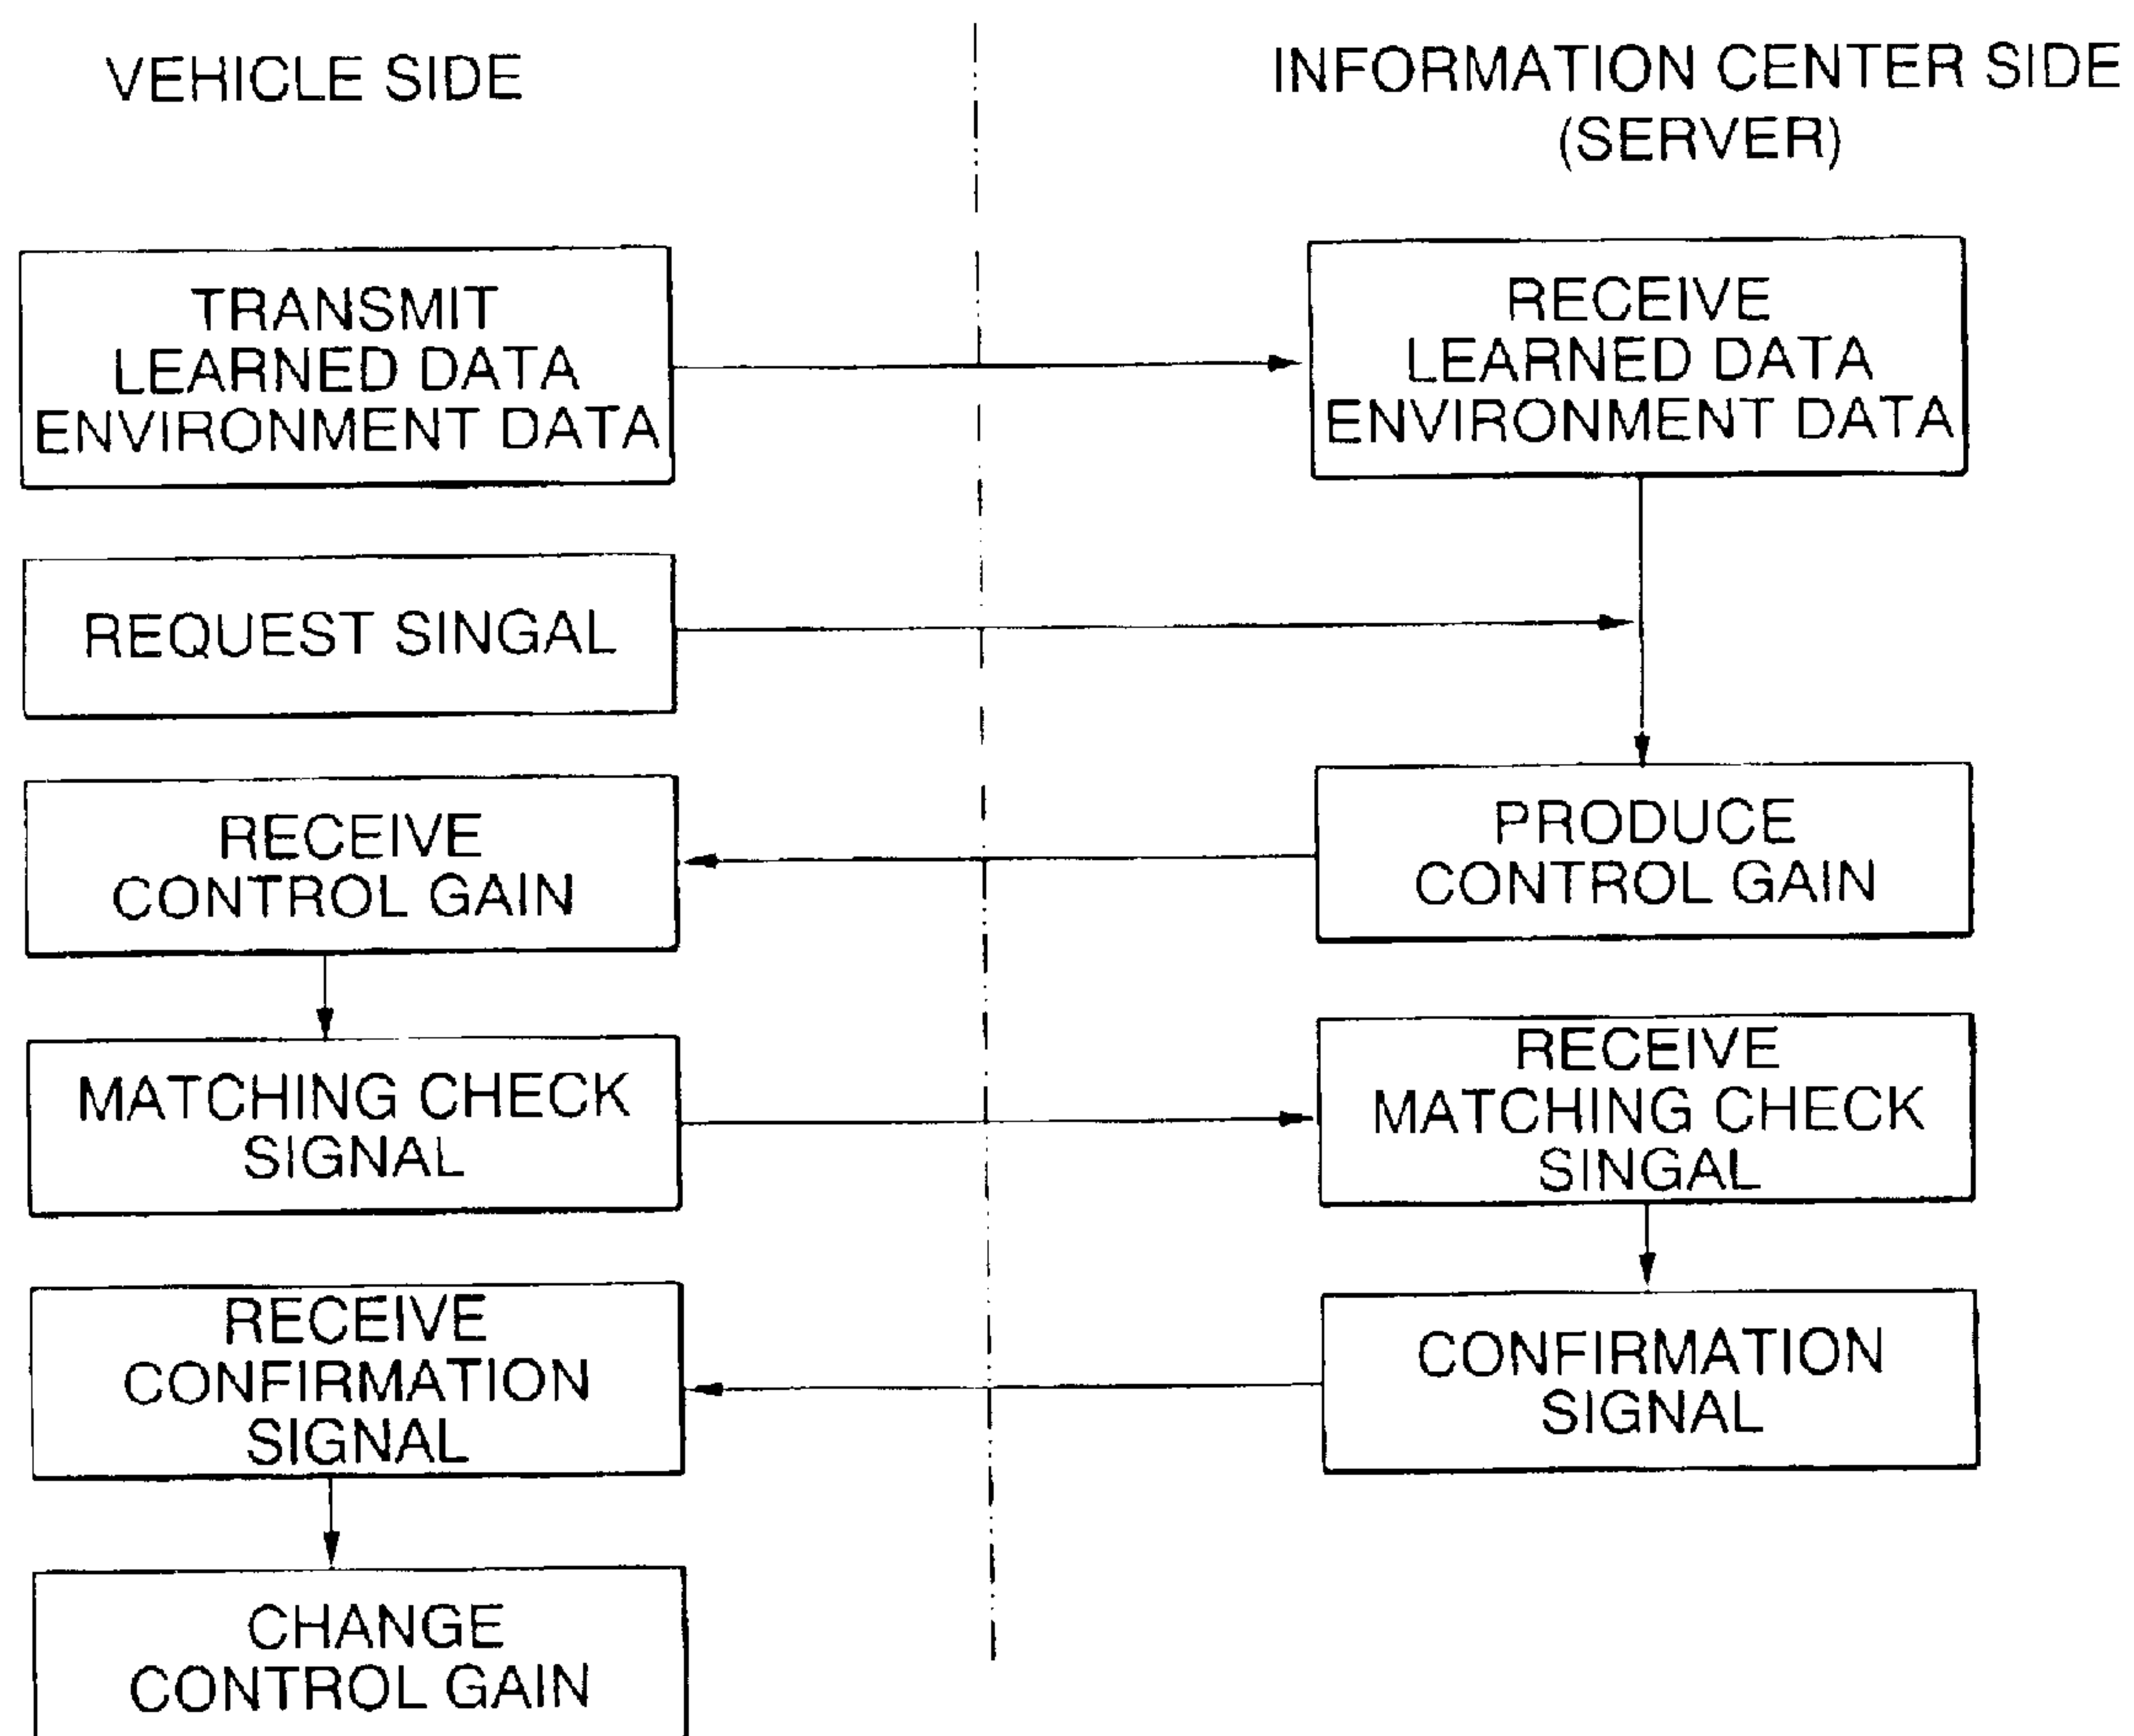 VEHICLE SIDE
INFORMATION CENTER SIDE
(SERVER)
TRANSMIT
LEARNED DATA
ENVIRONMENT DATA
RECEIVE
LEARNED DATA
ENVIRONMENT DATA
REQUEST SINGAL
RECEIVE
CONTROL GAIN
PRODUCE
CONTROL GAIN
MATCHING CHECK
SIGNAL
RECEIVE
MATCHING CHECK
SINGAL
RECEIVE
CONFIRMATION
SIGNAL
CONFIRMATION
SIGNAL
CHANGE
CONTROL GAIN